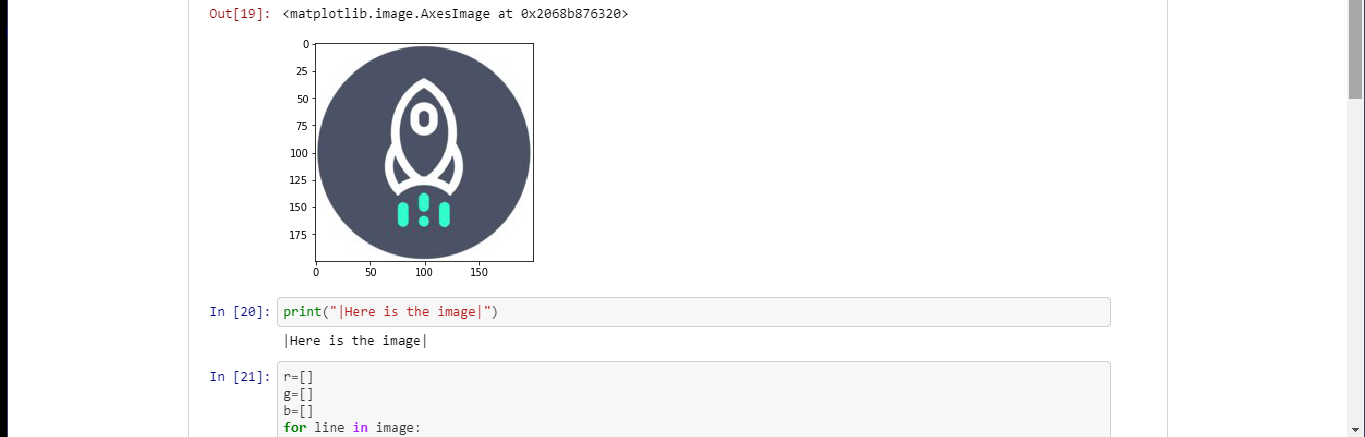 Out[19]: <matplotlib.image.AxesImage at 0x2068b876320>
0
25
50
75
100
125
150
175
0 50 100 150
In [20]: print("|Here is the image|")
|Here is the image|
In [21]: r=[]
g=[]
b=[]
for line in image: